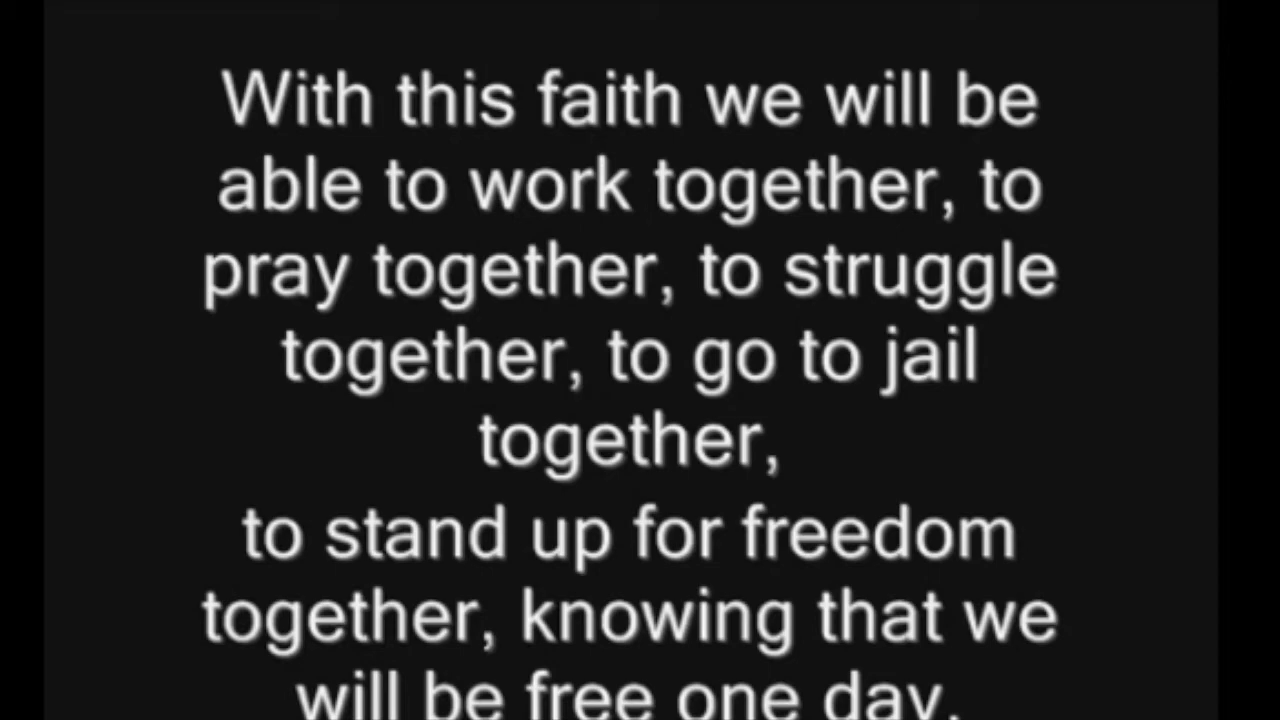 With this faith we will be
able to work together, to
pray together, to struggle
together, to go to jail
together,
to stand up for freedom
together, knowing that we
will be free one day.